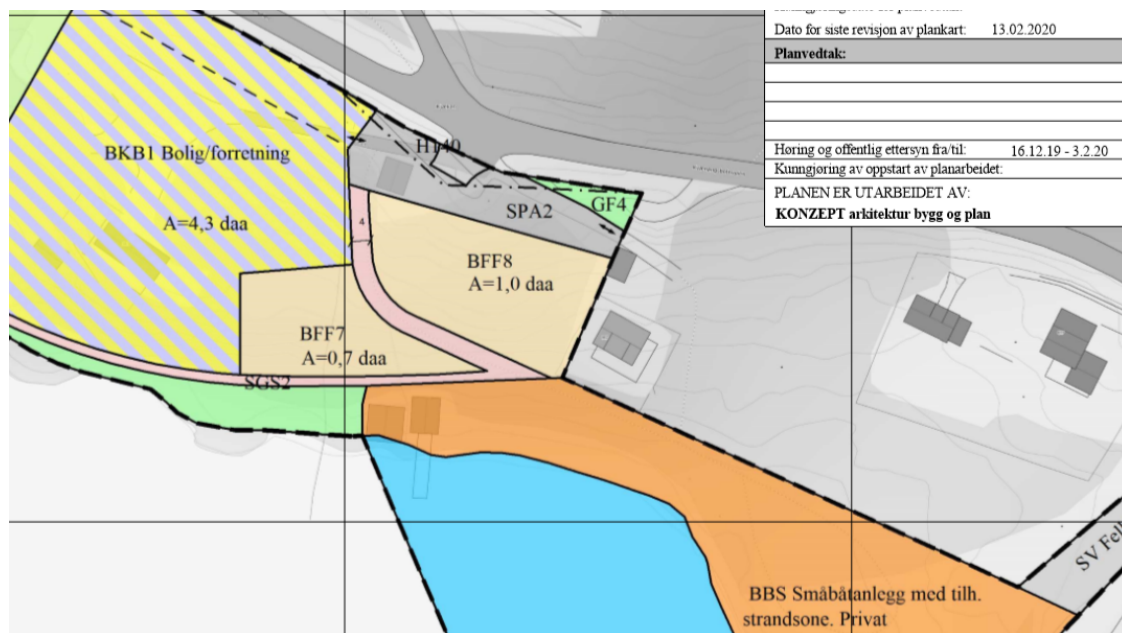 Dato for siste revisjon av plankart: 13.02.2020
Planvedtak:
Høring og offentlig ettersyn fra/til: 16.12.19 - 3.2.20
Kunngjøring av oppstart av planarbeidet:
PLANEN ER UTARBEIDET AV:
KONZEPT arkitektur bygg og plan
BKB1 Bolig/forretning
A=4,3 daa
H140
SPA2
GF4
4
BFF8
A=1,0 daa
BFF7
A=0,7 daa
SGS2
BBS Småbåtanlegg med tilh.
strandsone. Privat
SV